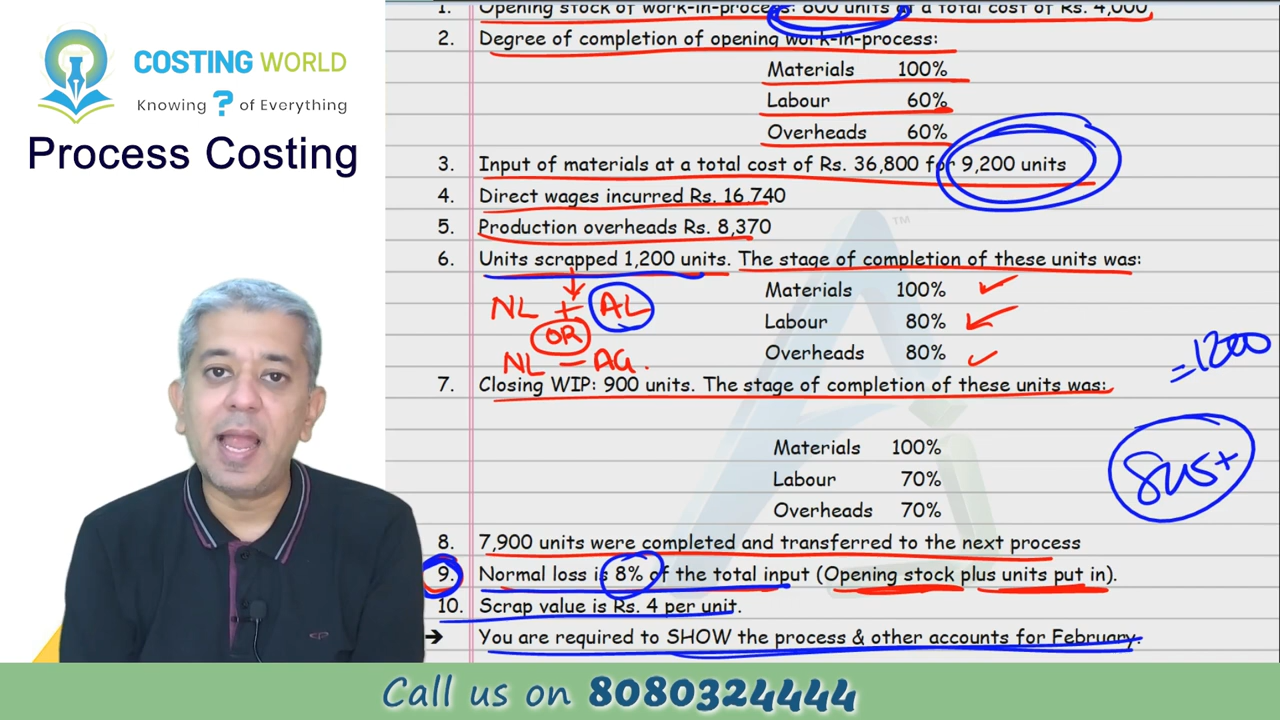 1. Opening stock of work-in-process: 800 units at a total cost of Rs. 4,000
COSTING WORLD
Knowing ? of Everything
Process Costing
2. Degree of completion of opening work-in-process:
Materials 100%
Labour 60%
Overheads 60%
3. Input of materials at a total cost of Rs. 36,800 for 9,200 units
4. Direct wages incurred Rs. 16,740
5. Production overheads Rs. 8,370
6. Units scrapped 1,200 units. The stage of completion of these units was:
Materials 100%
Labour 80%
Overheads 80%
NL + AL
OR
NL - AG.
= 1200
7. Closing WIP: 900 units. The stage of completion of these units was:
Materials 100%
Labour 70%
Overheads 70%
8. 7,900 units were completed and transferred to the next process
9. Normal loss is 8% of the total input (Opening stock plus units put in).
10. Scrap value is Rs. 4 per unit.
→ You are required to SHOW the process & other accounts for February.
Call us on 8080324444